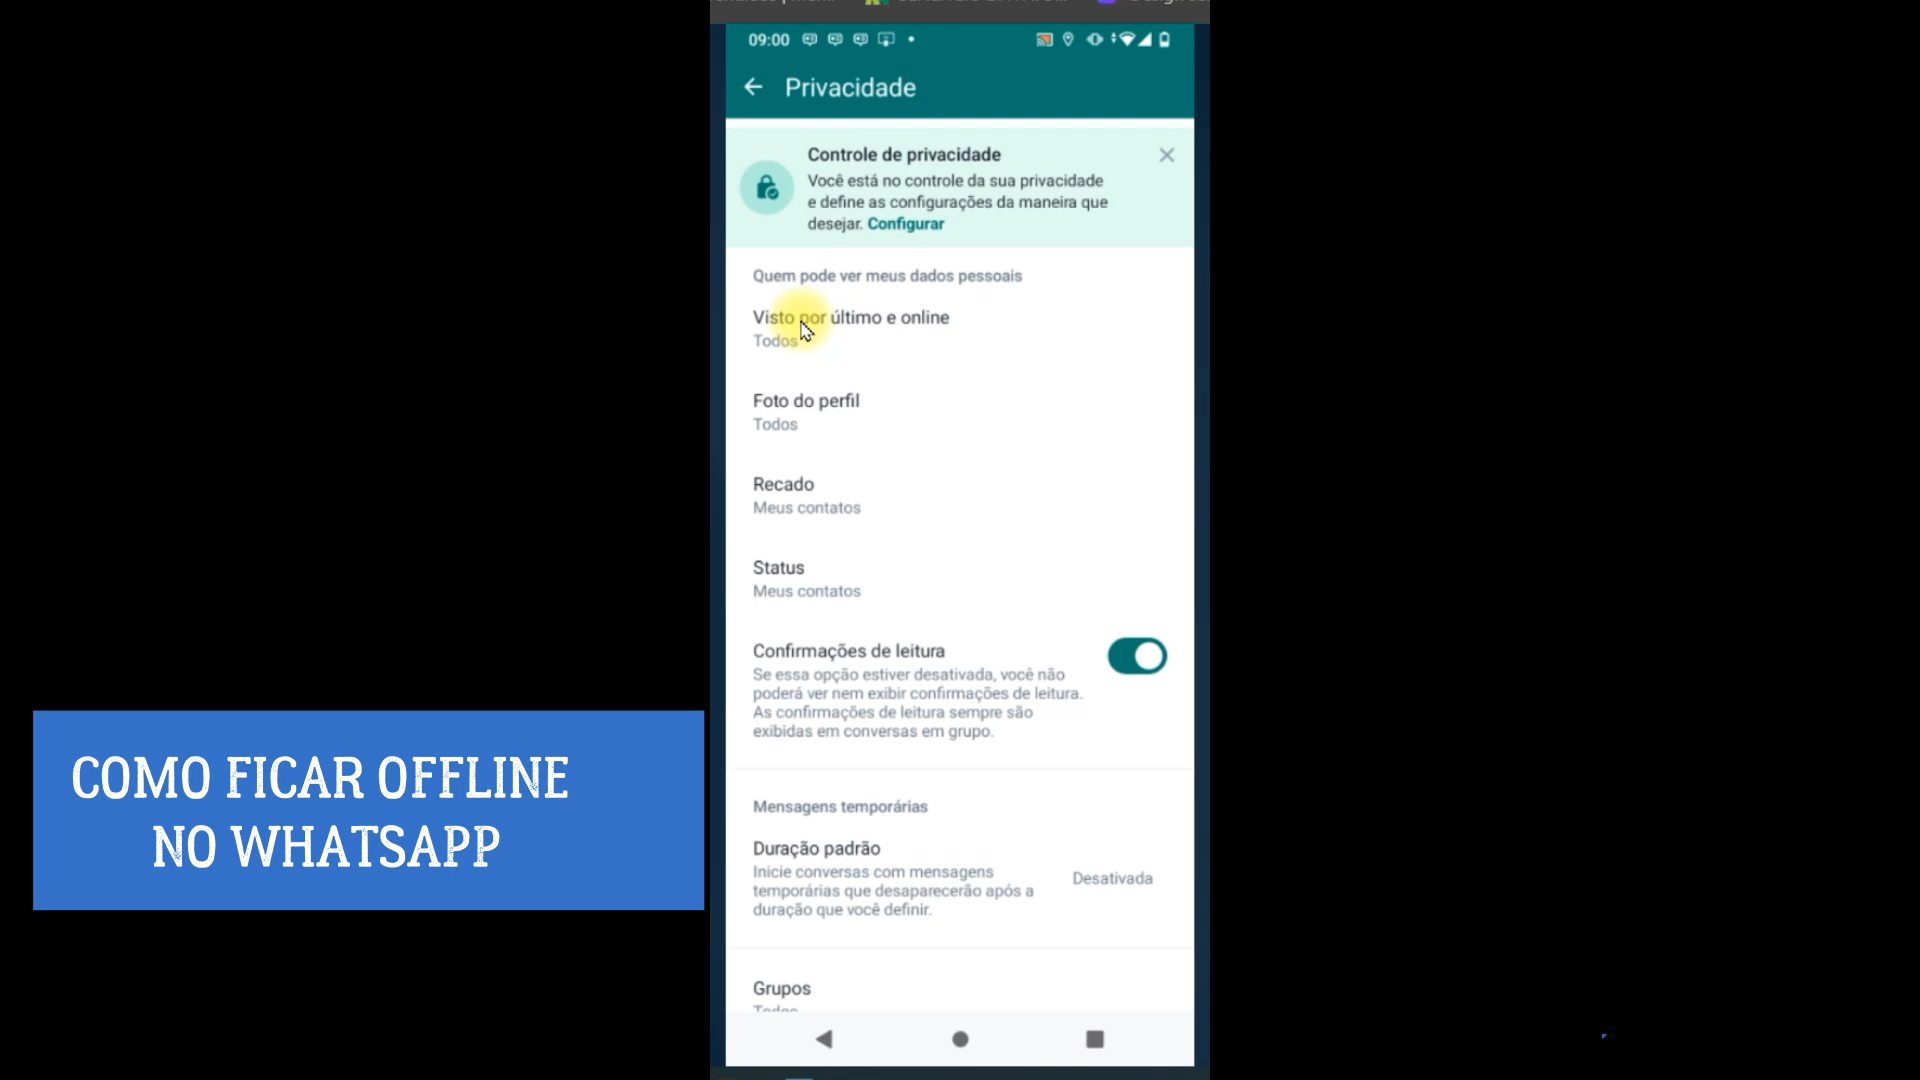 09:00
Privacidade
Controle de privacidade
Você está no controle da sua privacidade
e define as configurações da maneira que
desejar. Configurar
Quem pode ver meus dados pessoais
Visto por último e online
Todos
Foto do perfil
Todos
Recado
Meus contatos
Status
Meus contatos
Confirmações de leitura
Se essa opção estiver desativada, você não
poderá ver nem exibir confirmações de leitura.
As confirmações de leitura sempre são
exibidas em conversas em grupo.
COMO FICAR OFFLINE
NO WHATSAPP
Mensagens temporárias
Duração padrão
Inicie conversas com mensagens
temporárias que desaparecerão após a
duração que você definir.
Desativada
Grupos
Todos